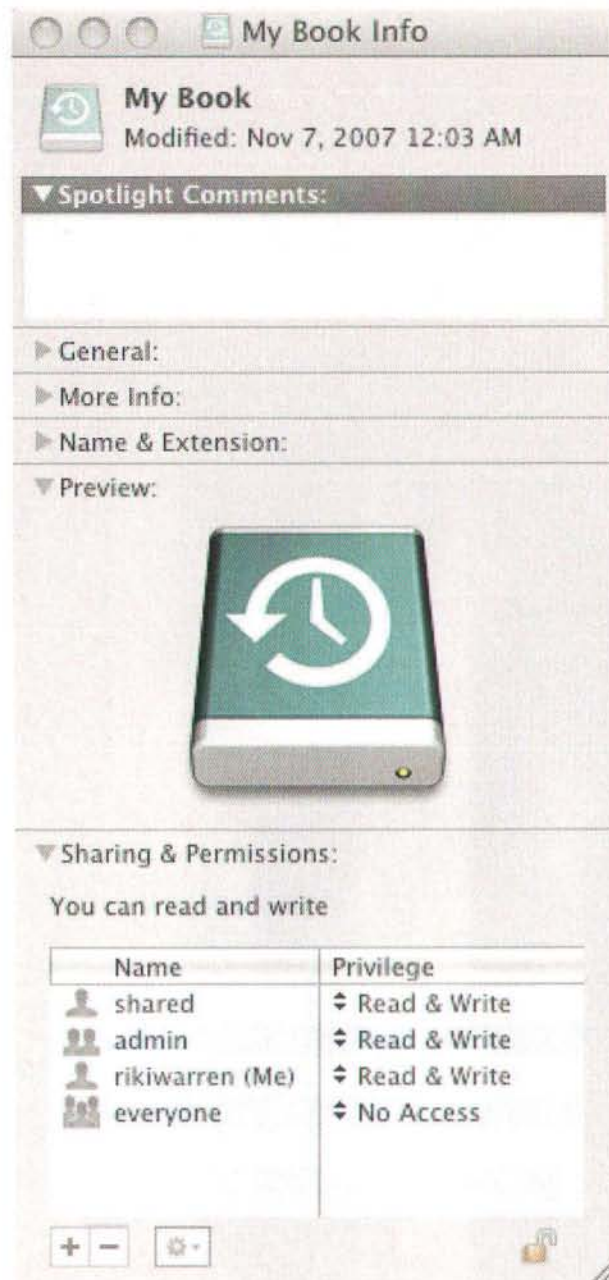 My Book Info
My Book
Modified: Nov 7, 2007 12:03 AM
Spotlight Comments:
General:
More Info:
Name & Extension:
Preview:
Sharing & Permissions:
You can read and write
Name Privilege
shared Read & Write
admin Read & Write
rikiwarren (Me) Read & Write
everyone No Access